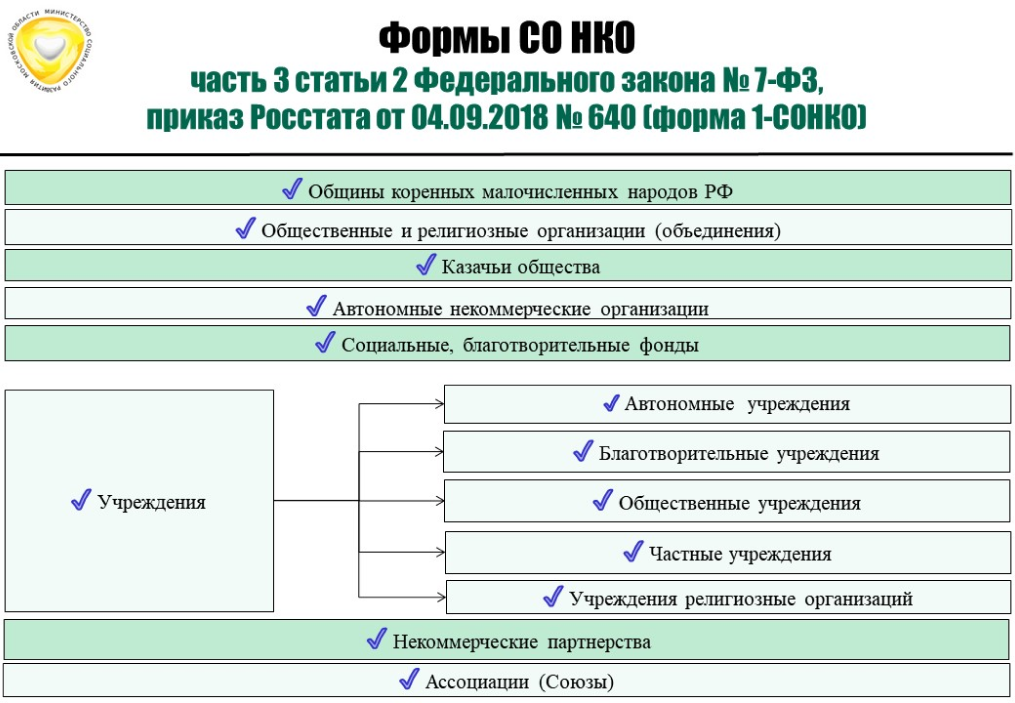 МИНИСТЕРСТВО СОЦИАЛЬНОГО РАЗВИТИЯ МОСКОВСКОЙ ОБЛАСТИ
Формы СО НКО
часть 3 статьи 2 Федерального закона № 7-ФЗ,
приказ Росстата от 04.09.2018 № 640 (форма 1-СОНКО)
Общины коренных малочисленных народов РФ
Общественные и религиозные организации (объединения)
Казачьи общества
Автономные некоммерческие организации
Социальные, благотворительные фонды
Учреждения
Автономные учреждения
Благотворительные учреждения
Общественные учреждения
Частные учреждения
Учреждения религиозные организаций
Некоммерческие партнерства
Ассоциации (Союзы)